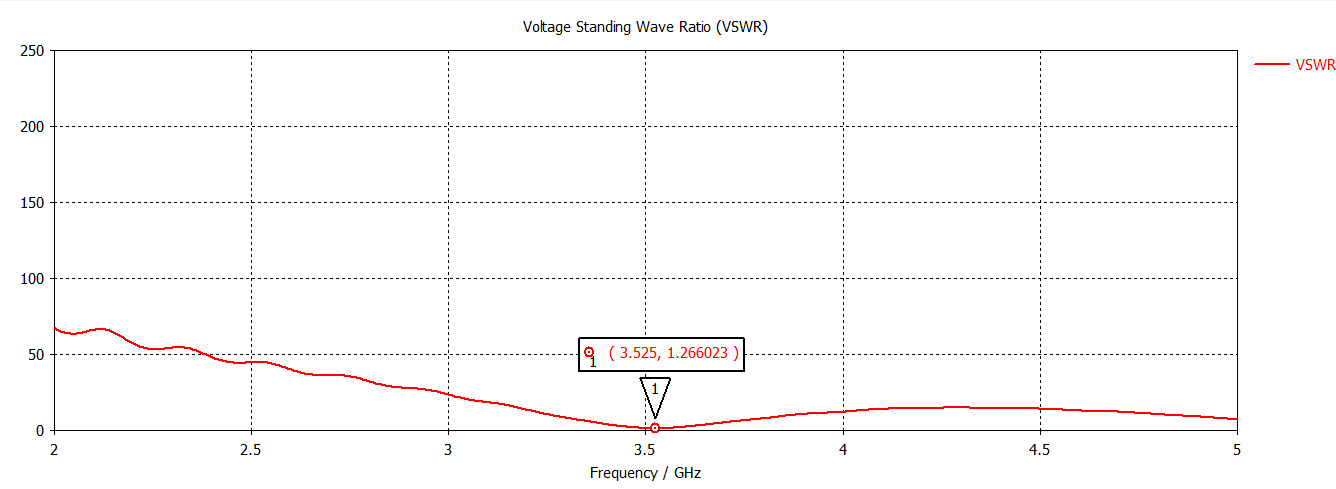 Voltage Standing Wave Ratio (VSWR)
250
VSWR
200
150
100
50
1 ( 3.525, 1.266023 )
1
0
2 2.5 3 3.5 4 4.5 5
Frequency / GHz